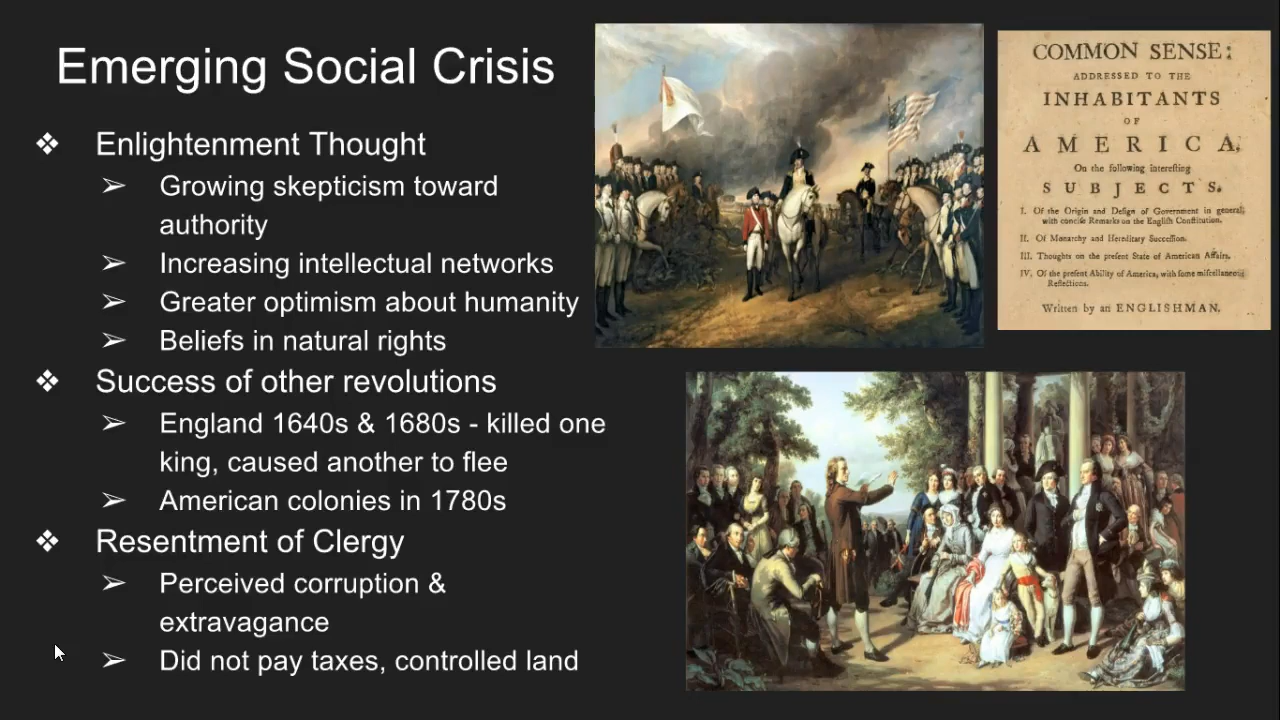 Emerging Social Crisis
❖ Enlightenment Thought
➢ Growing skepticism toward
authority
➢ Increasing intellectual networks
➢ Greater optimism about humanity
➢ Beliefs in natural rights
❖ Success of other revolutions
➢ England 1640s & 1680s - killed one
king, caused another to flee
➢ American colonies in 1780s
❖ Resentment of Clergy
➢ Perceived corruption &
extravagance
➢ Did not pay taxes, controlled land
COMMON SENSE:
ADDRESSED TO THE
INHABITANTS
OF
AMERICA,
On the following intereſting
SUBJECTS.
I. Of the Origin and Deſign of Government in general,
with conciſe Remarks on the Engliſh Conſtitution.
II. Of Monarchy and Hereditary Succeſſion.
III. Thoughts on the preſent State of American Affairs.
IV. Of the preſent Ability of America, with ſome miſcellaneous
Reflections.
Written by an ENGLISHMAN.